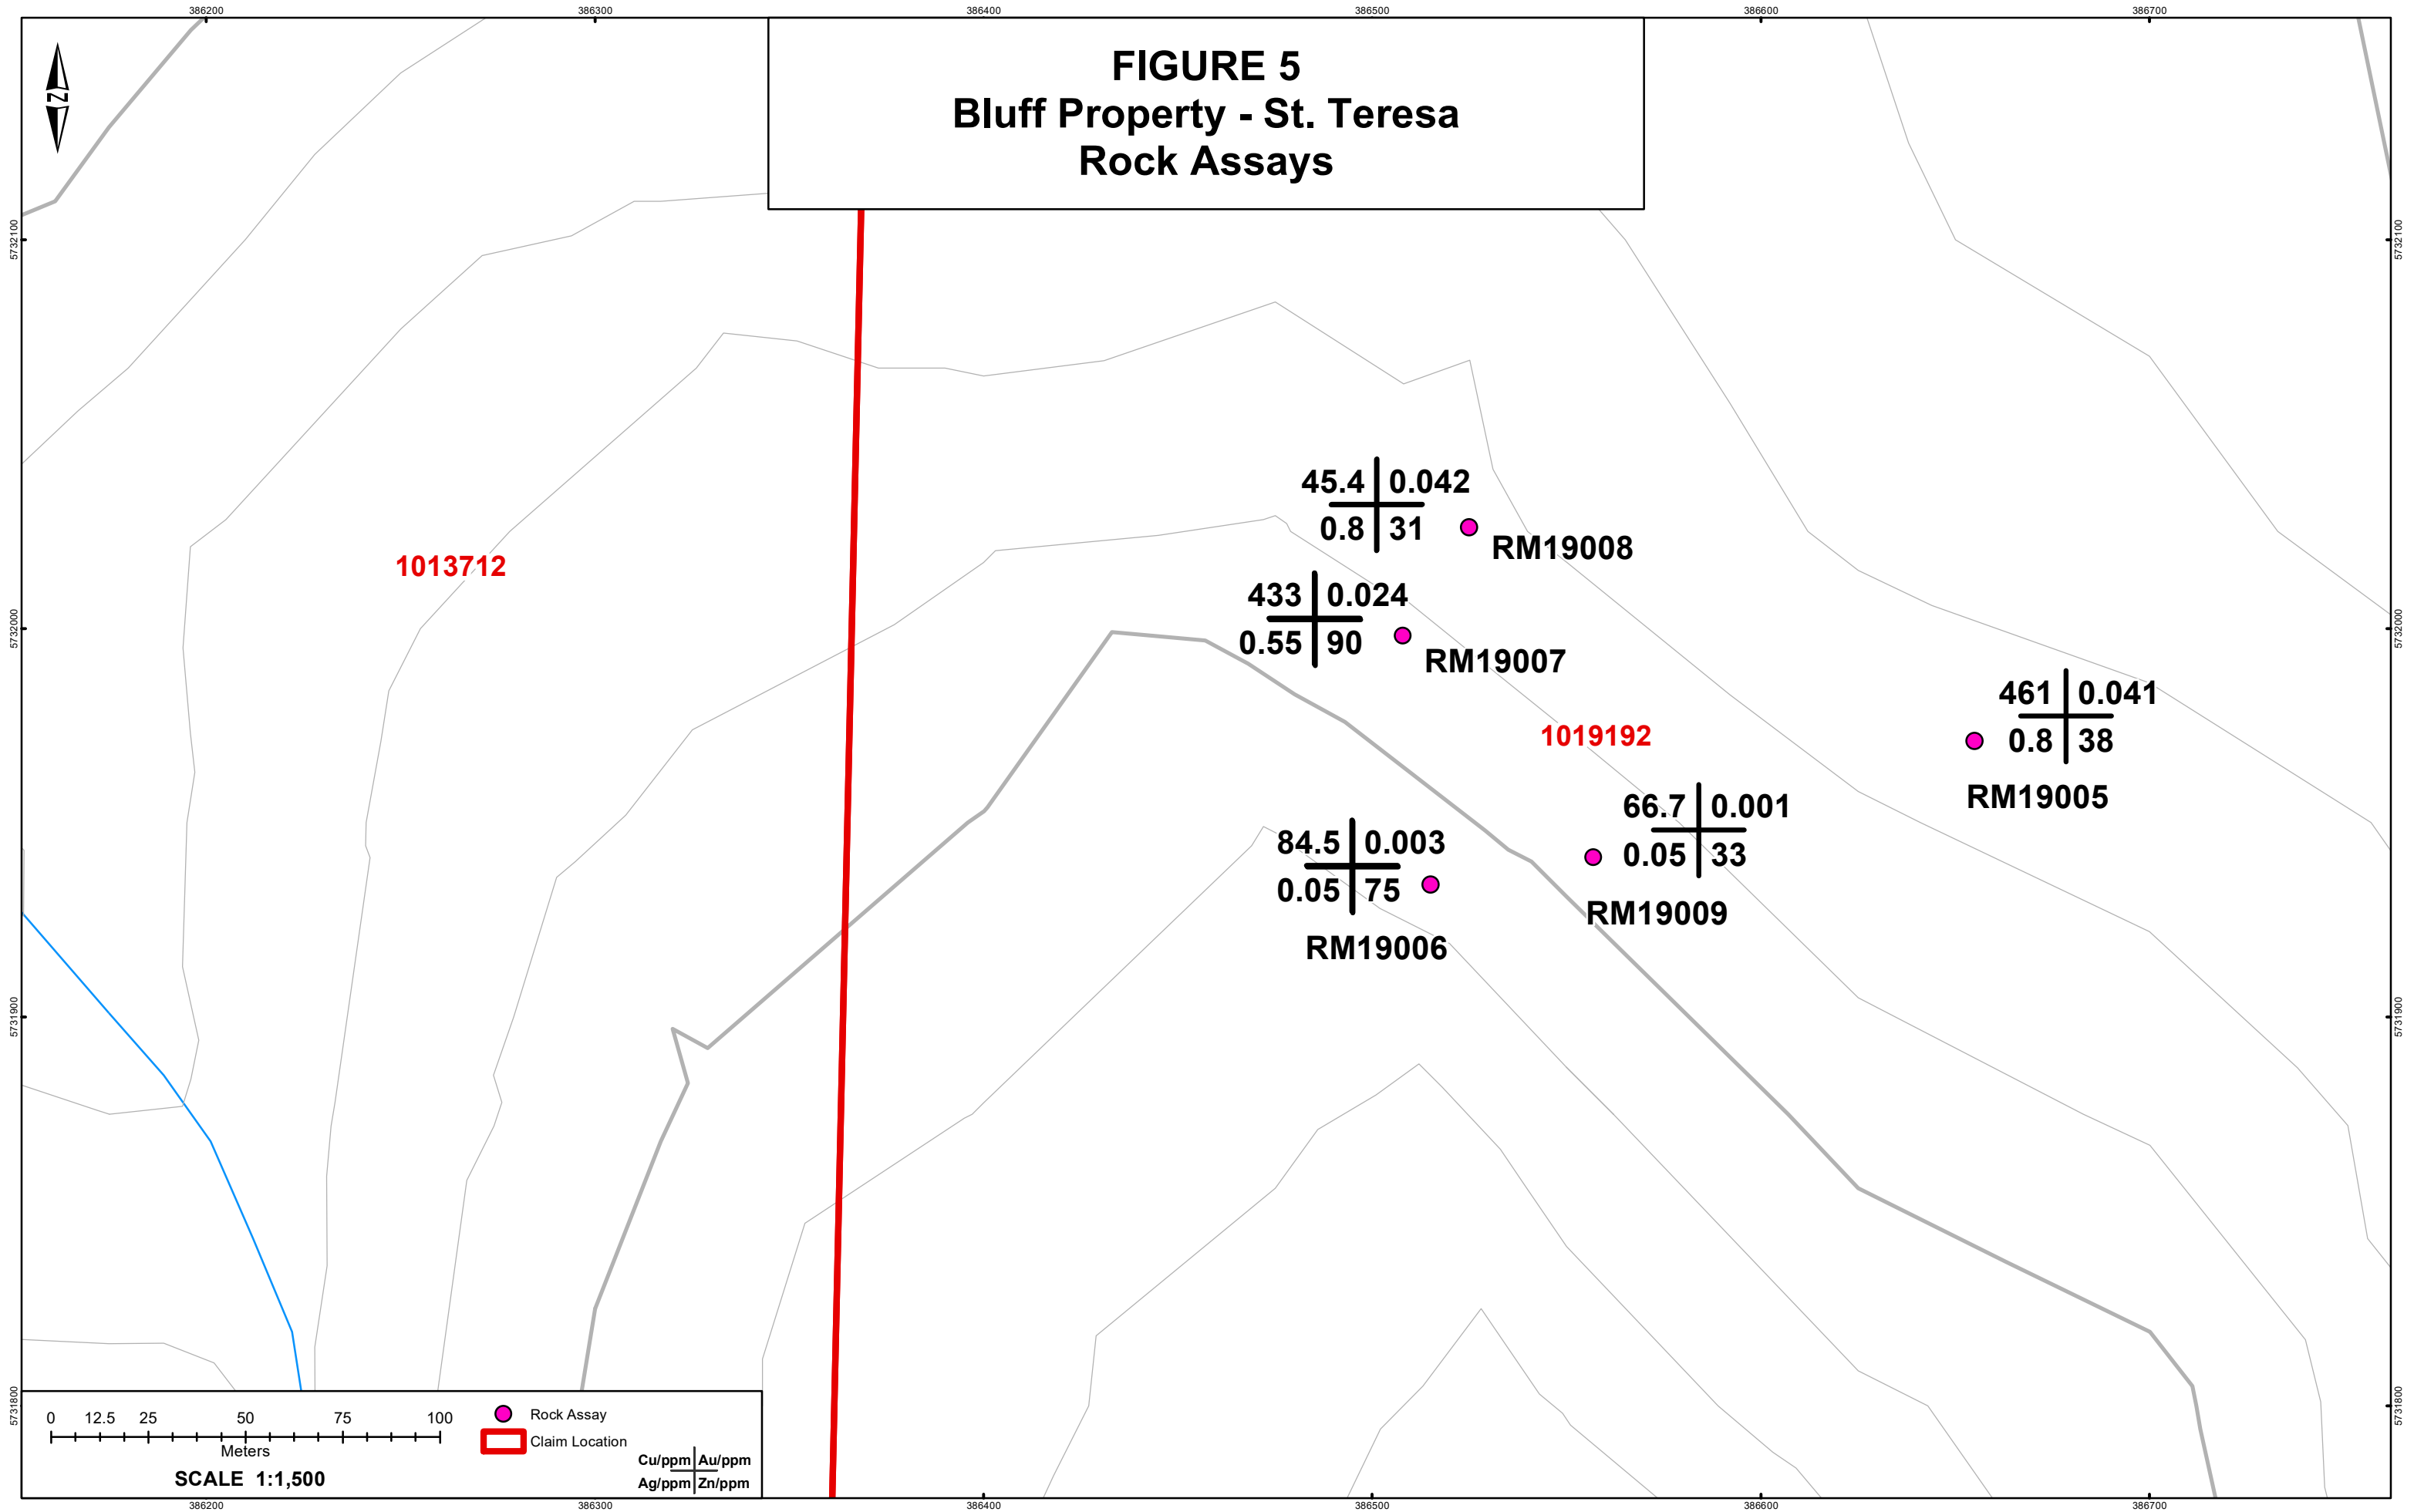 386200 386300 386400 386500 386600 386700
FIGURE 5
Bluff Property - St. Teresa
Rock Assays
N
5732100 5732100
45.4 0.042
0.8 31
RM19008
1013712
433 0.024
0.55 90
RM19007
5732000 5732000
461 0.041
0.8 38
RM19005
1019192
66.7 0.001
0.05 33
RM19009
84.5 0.003
0.05 75
RM19006
5731900 5731900
5731800 5731800
0 12.5 25 50 75 100
Meters
SCALE 1:1,500
Rock Assay
Claim Location
Cu/ppm Au/ppm
Ag/ppm Zn/ppm
386200 386300 386400 386500 386600 386700